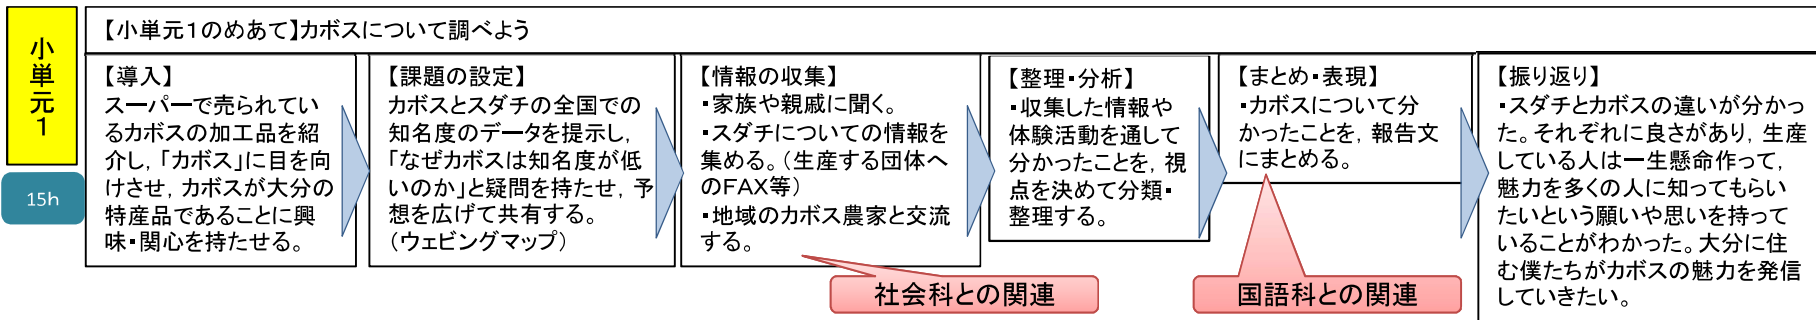 小単元1
15h
【小単元1のめあて】カボスについて調べよう
【導入】
スーパーで売られてい
るカボスの加工品を紹
介し，「カボス」に目を向
けさせ，カボスが大分の
特産品であることに興
味・関心を持たせる。
【課題の設定】
カボスとスダチの全国での
知名度のデータを提示し，
「なぜカボスは知名度が低
いのか」と疑問を持たせ，予
想を広げて共有する。
（ウェビングマップ）
【情報の収集】
・家族や親戚に聞く。
・スダチについての情報を
集める。（生産する団体へ
のFAX等）
・地域のカボス農家と交流
する。
社会科との関連
【整理・分析】
・収集した情報や
体験活動を通して
分かったことを，視
点を決めて分類・
整理する。
【まとめ・表現】
・カボスについて分
かったことを，報告文
にまとめる。
国語科との関連
【振り返り】
・スダチとカボスの違いが分かっ
た。それぞれに良さがあり，生産
している人は一生懸命作って，
魅力を多くの人に知ってもらい
たいという願いや思いを持って
いることがわかった。大分に住
む僕たちがカボスの魅力を発信
していきたい。